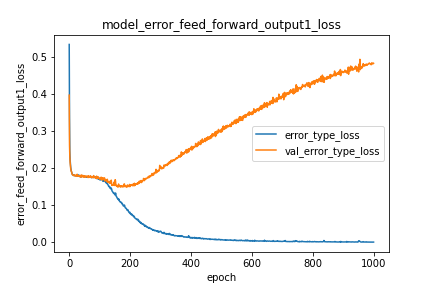 model_error_feed_forward_output1_loss
error_feed_forward_output1_loss
0.5
0.4
0.3
0.2
0.1
0.0
error_type_loss
val_error_type_loss
0 200 400 600 800 1000
epoch